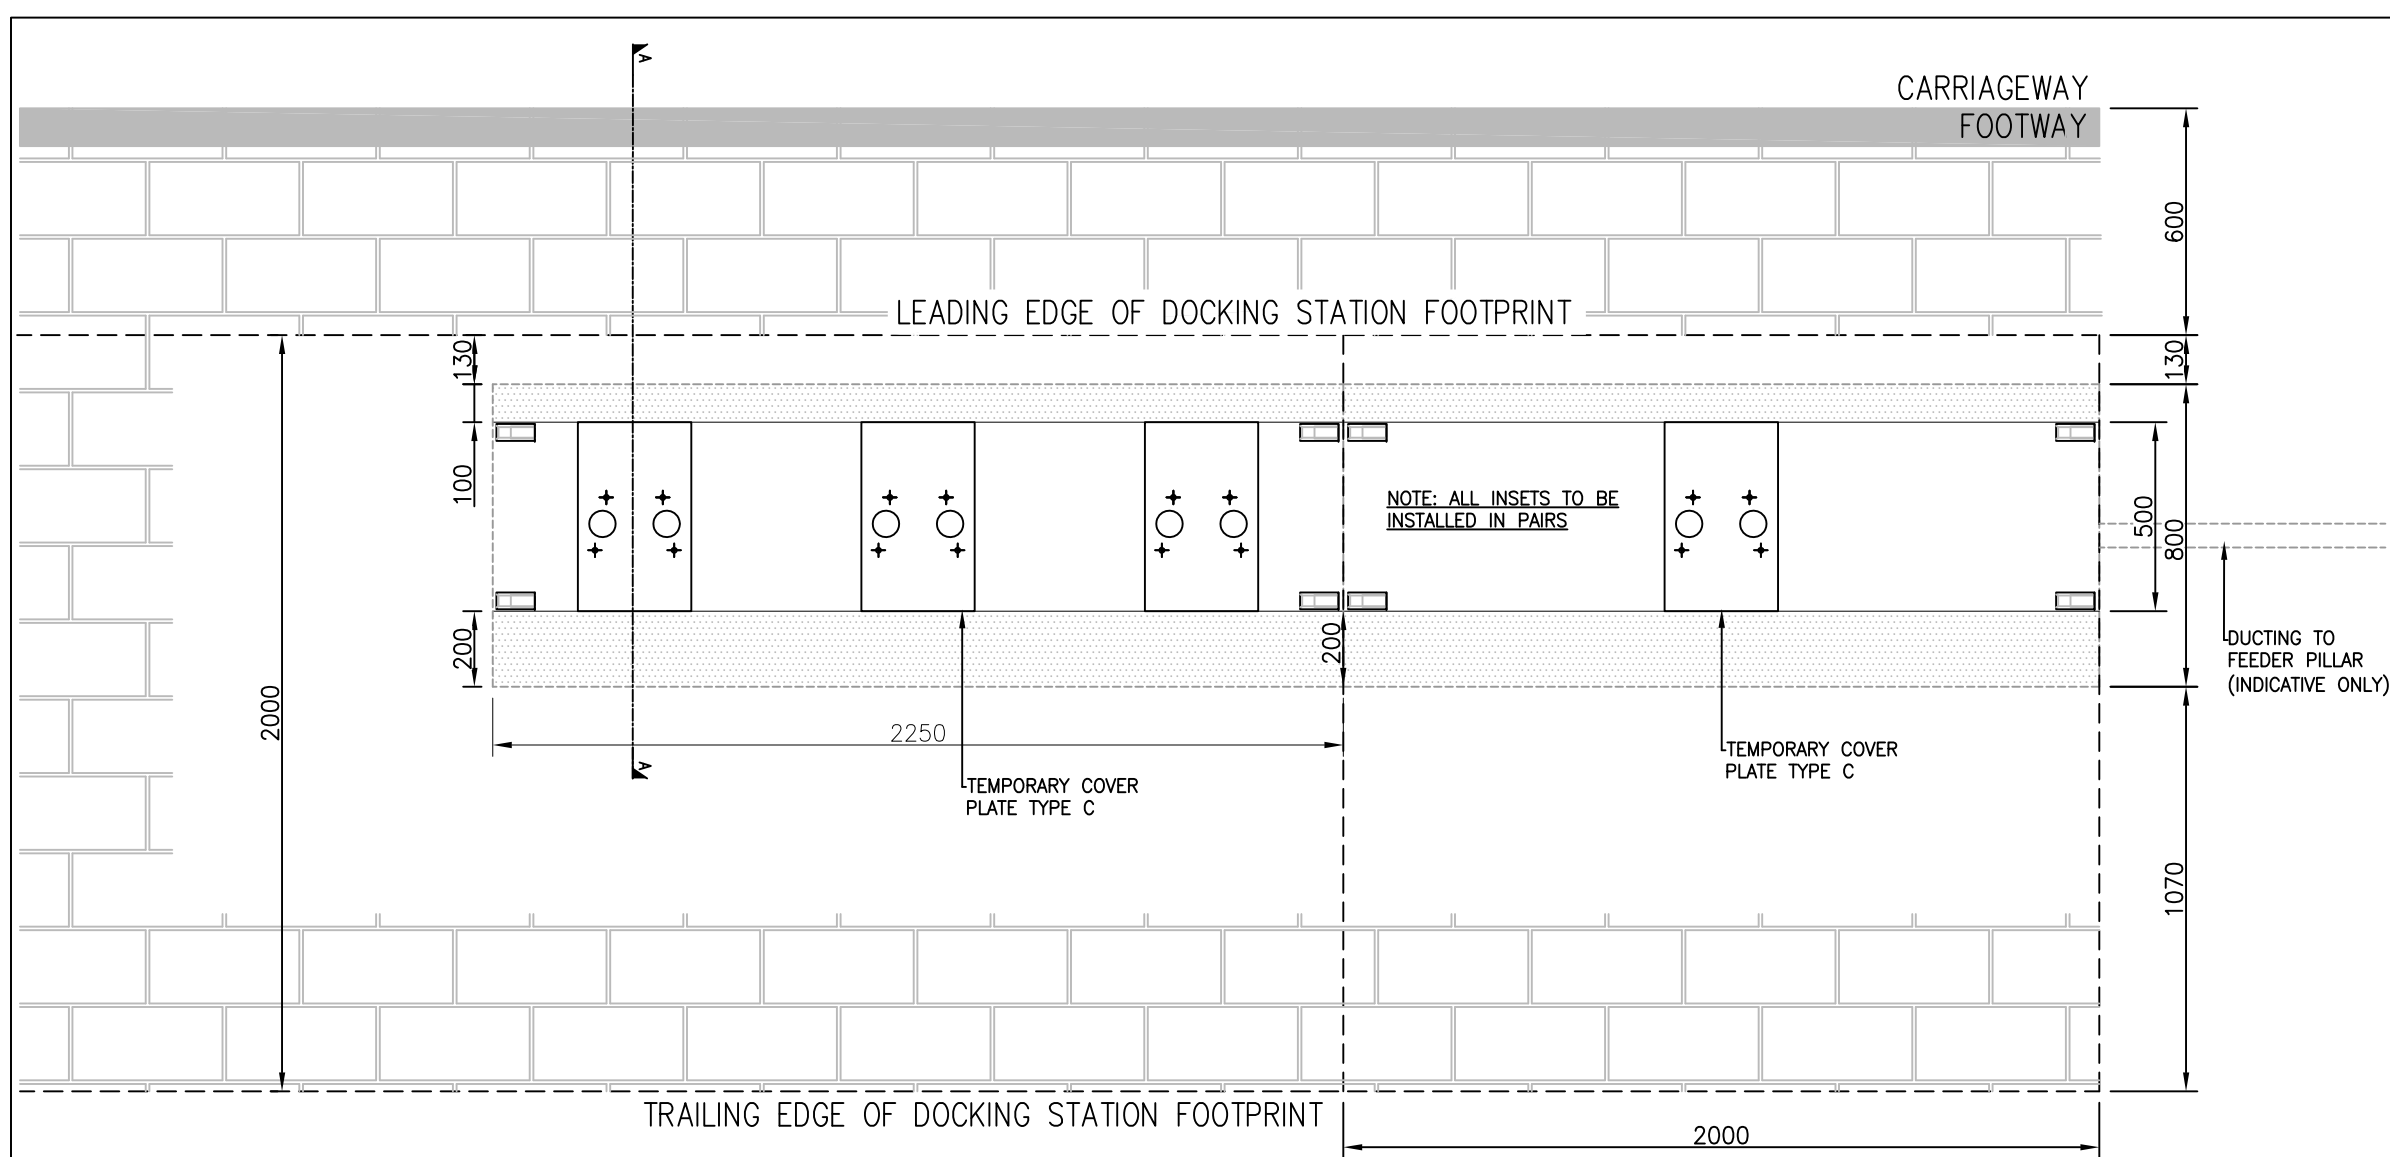 A
CARRIAGEWAY
FOOTWAY
600
LEADING EDGE OF DOCKING STATION FOOTPRINT
130
130
100
NOTE: ALL INSETS TO BE
INSTALLED IN PAIRS
500
800
200
200
DUCTING TO
FEEDER PILLAR
(INDICATIVE ONLY)
2000
2250
A
TEMPORARY COVER
PLATE TYPE C
TEMPORARY COVER
PLATE TYPE C
1070
TRAILING EDGE OF DOCKING STATION FOOTPRINT
2000